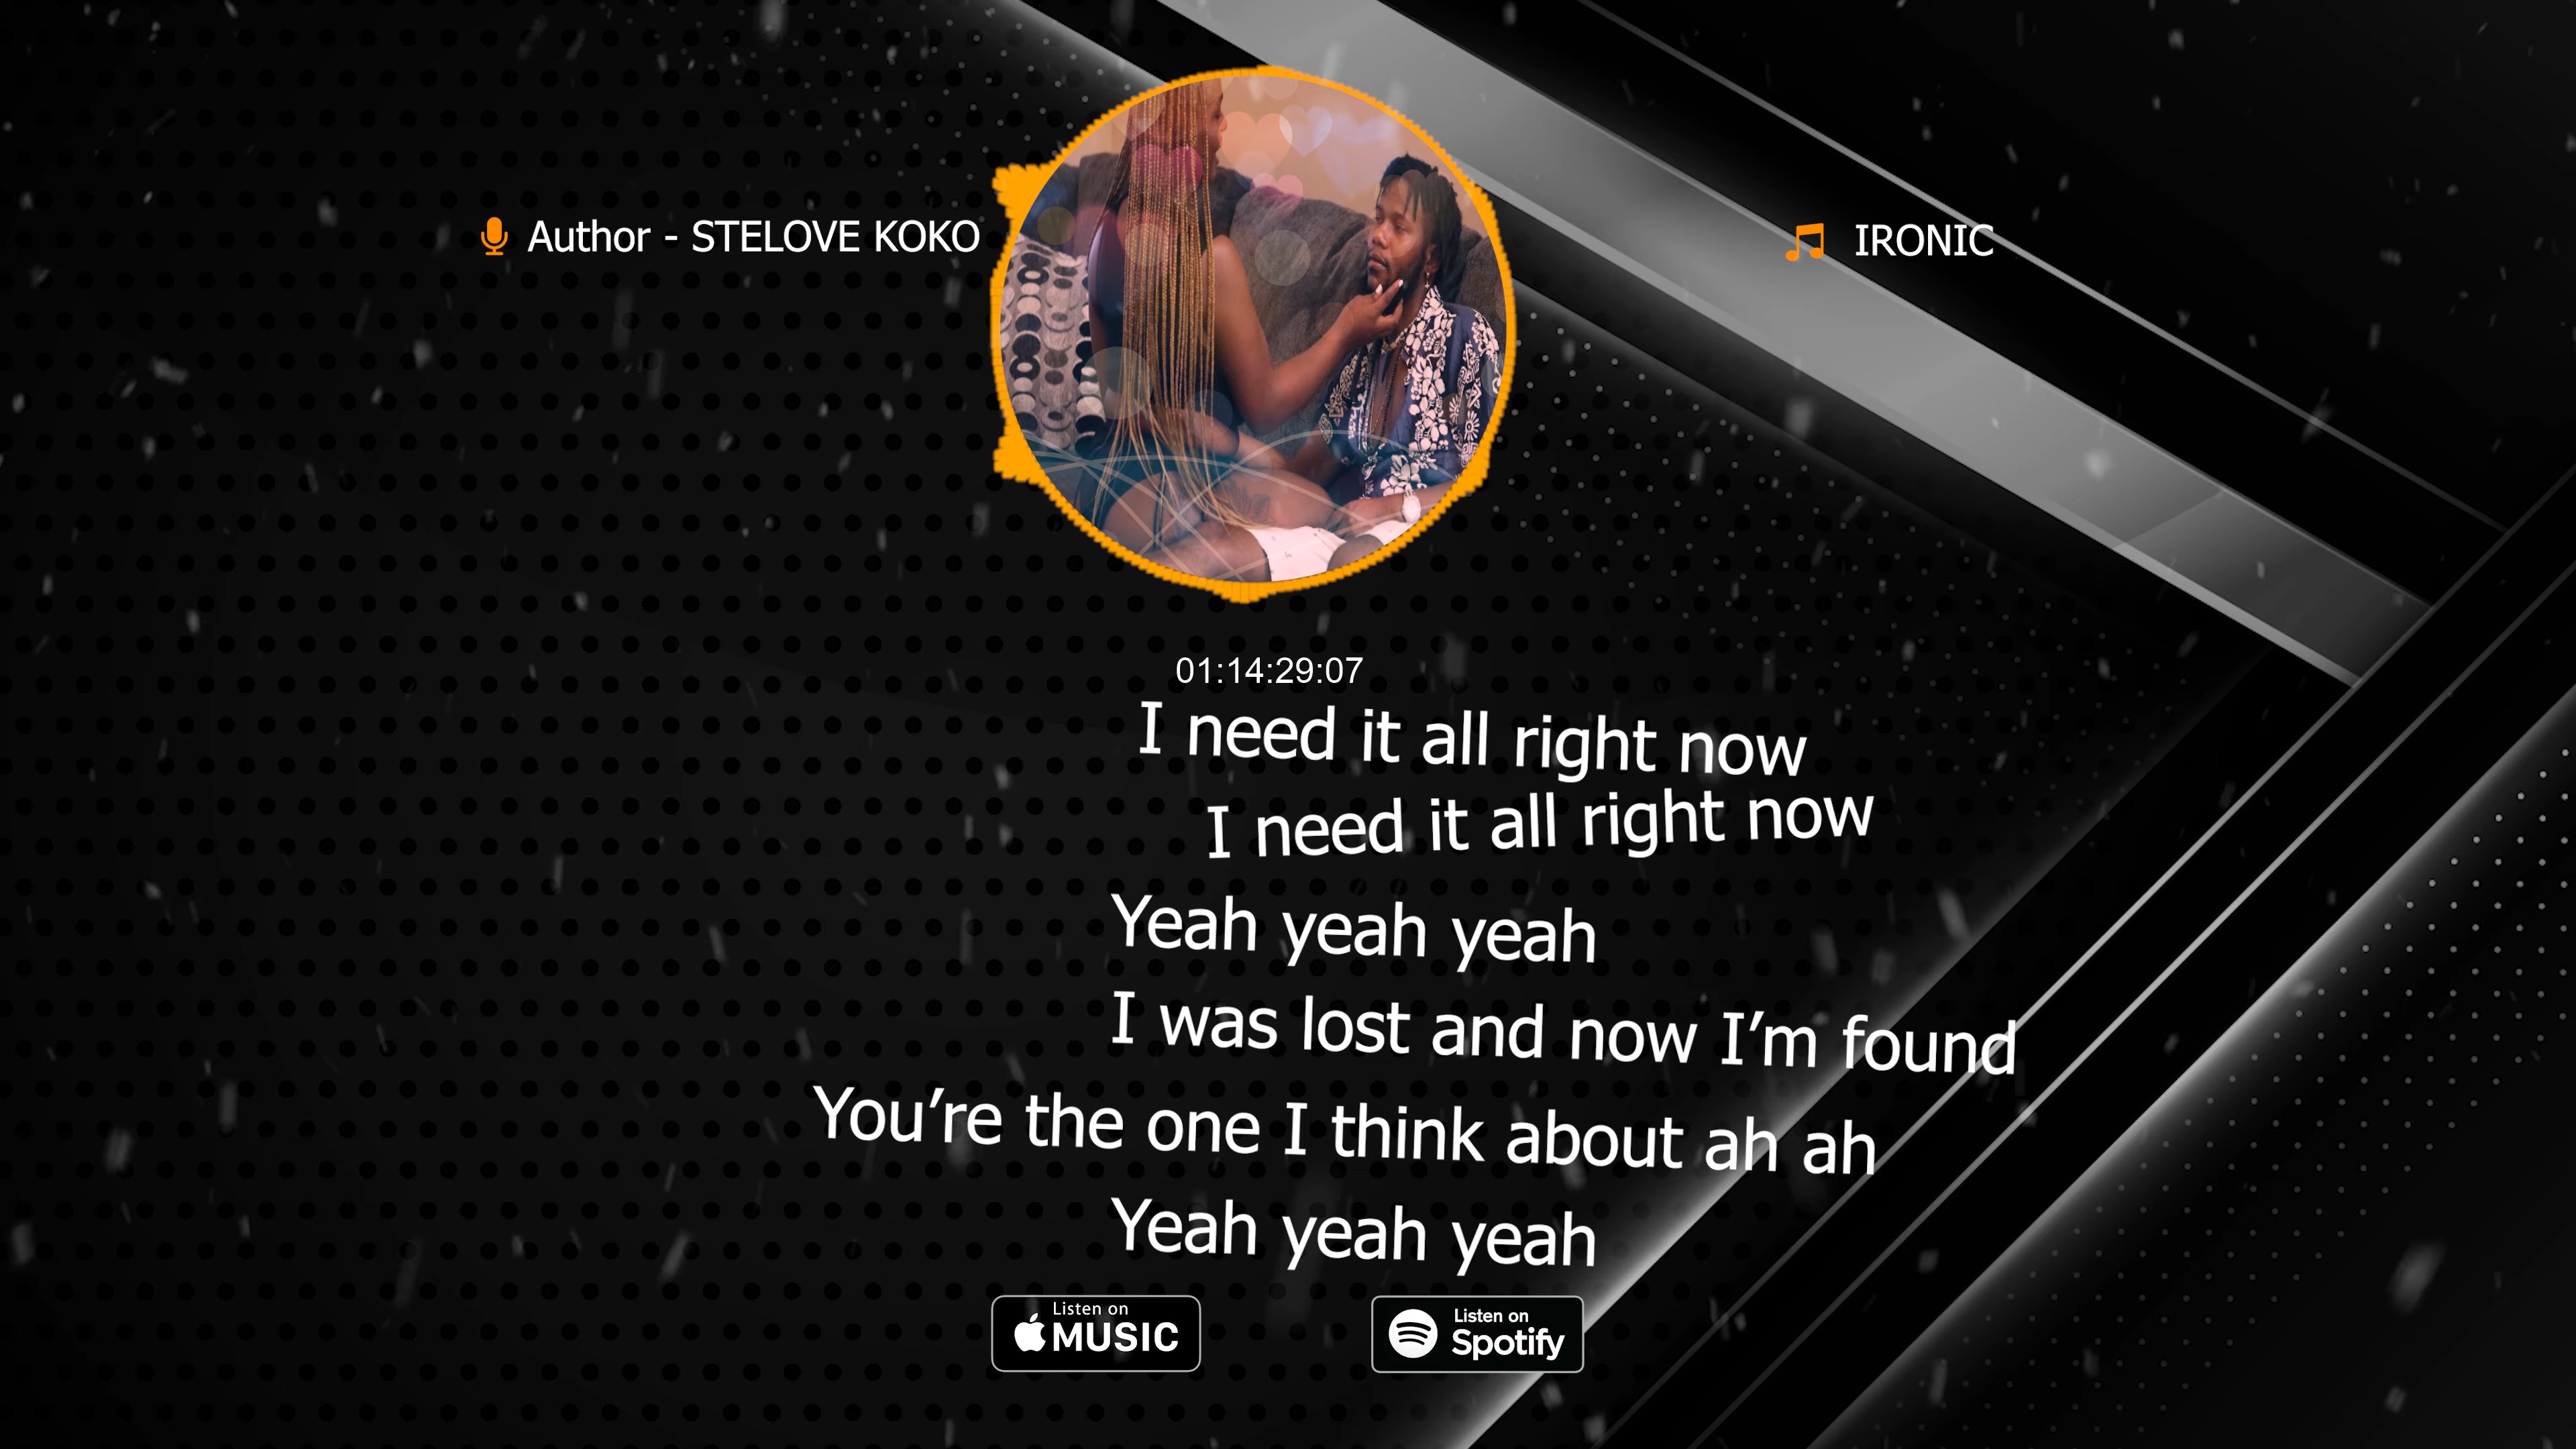 Author - STELOVE KOKO
IRONIC
01:14:29:07
I need it all right now
I need it all right now
Yeah yeah yeah
I was lost and now I’m found
You’re the one I think about ah ah
Yeah yeah yeah
Listen on
MUSIC
Listen on
Spotify